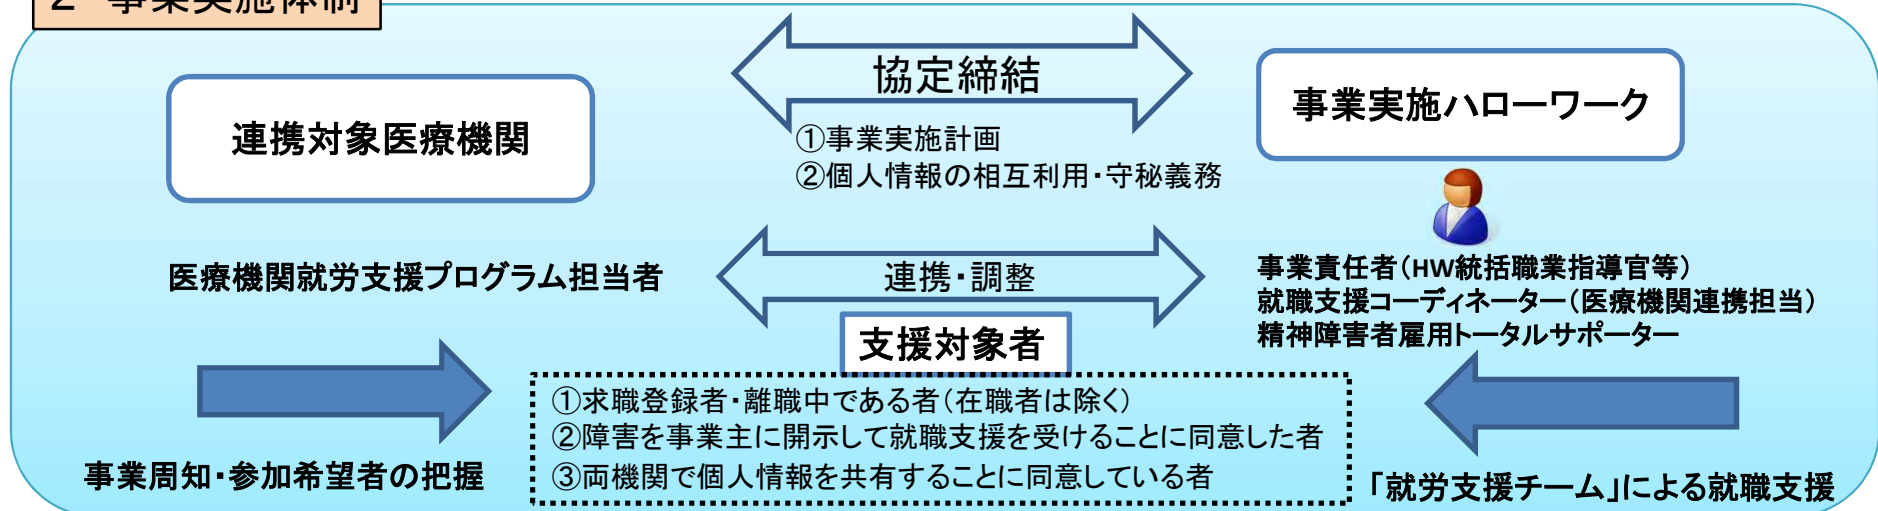 2 事業実施体制
協定締結
連携対象医療機関
事業実施ハローワーク
①事業実施計画
②個人情報の相互利用・守秘義務
医療機関就労支援プログラム担当者
連携・調整
事業責任者（HW統括職業指導官等）
就職支援コーディネーター（医療機関連携担当）
精神障害者雇用トータルサポーター
支援対象者
①求職登録者・離職中である者（在職者は除く）
②障害を事業主に開示して就職支援を受けることに同意した者
③両機関で個人情報を共有することに同意している者
事業周知・参加希望者の把握
「就労支援チーム」による就職支援